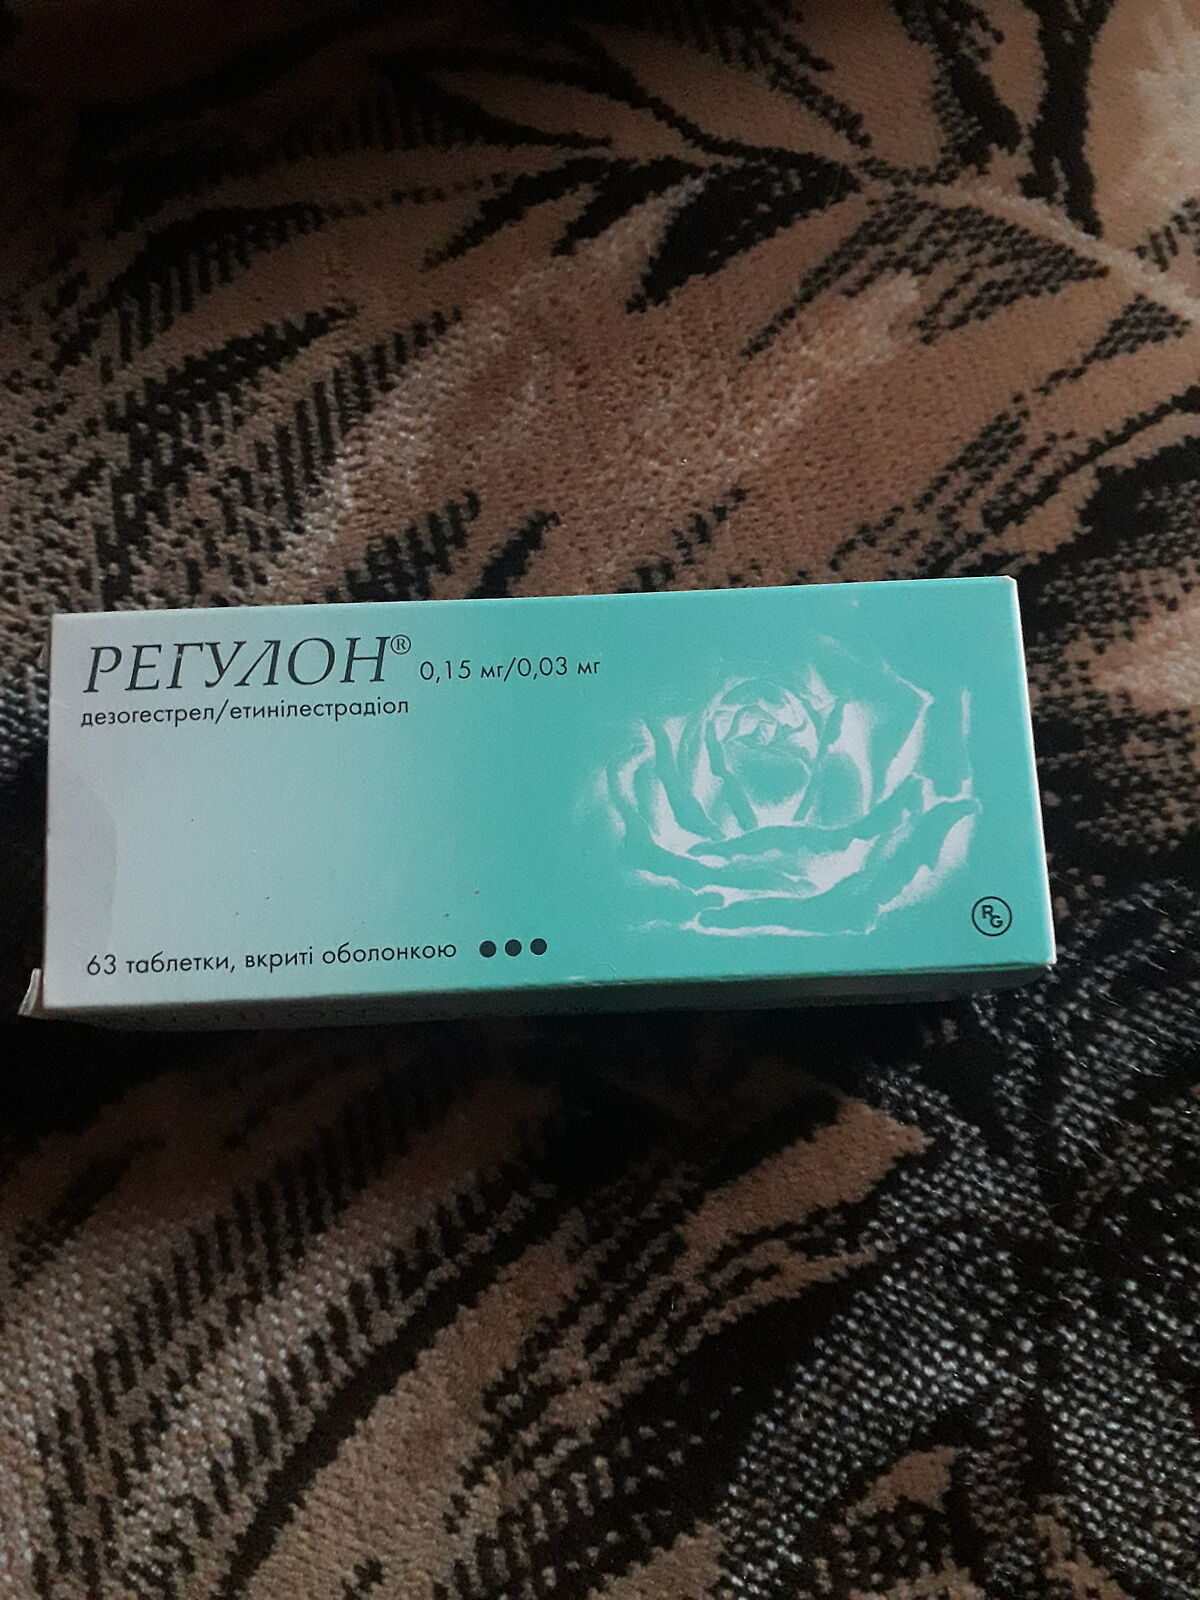 РЕГУЛОН® 0,15 мг/0,03 мг
дезогестрел/етинілестрадіол
63 таблетки, вкриті оболонкою
RG